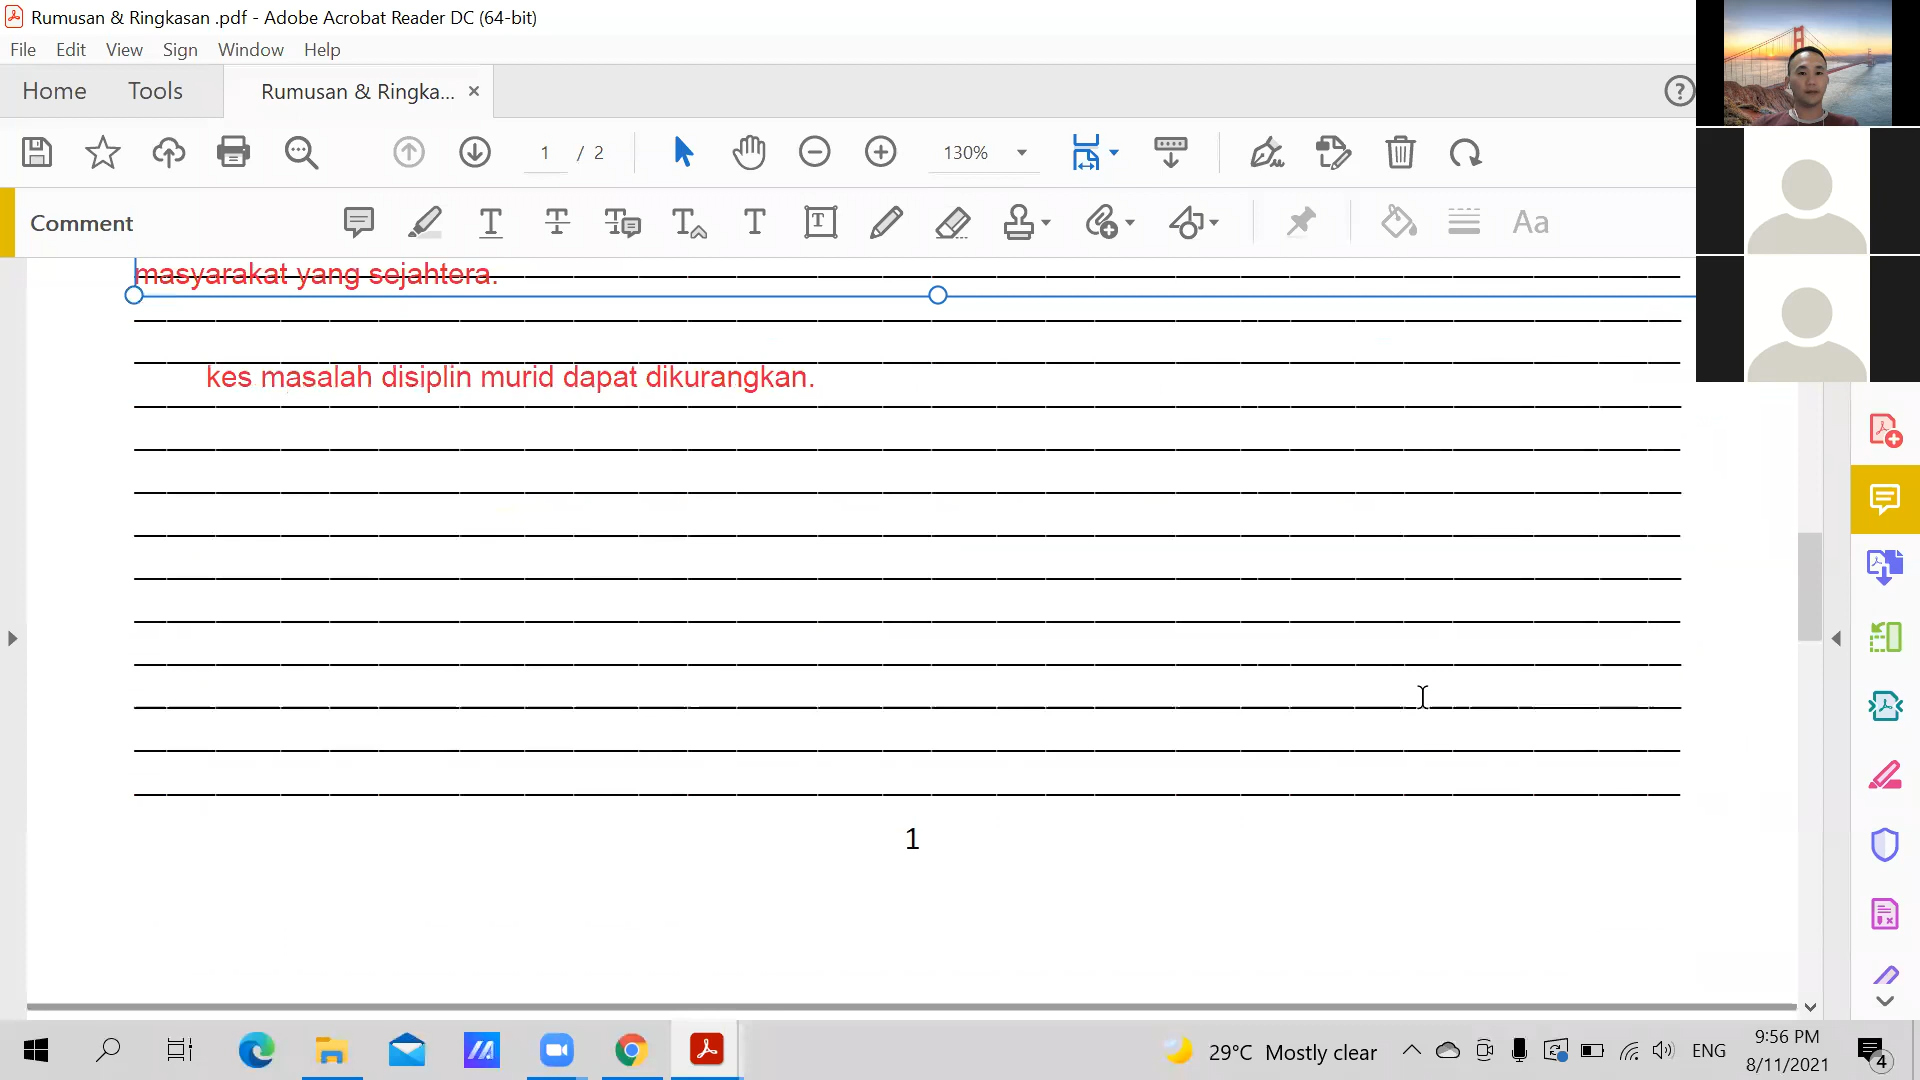 Rumusan & Ringkasan .pdf - Adobe Acrobat Reader DC (64-bit)
File Edit View Sign Window Help
Home Tools Rumusan & Ringka... ×
1 / 2 130%
Comment
masyarakat yang sejahtera.
kes masalah disiplin murid dapat dikurangkan.
1
29°C Mostly clear
ENG
9:56 PM
8/11/2021
4